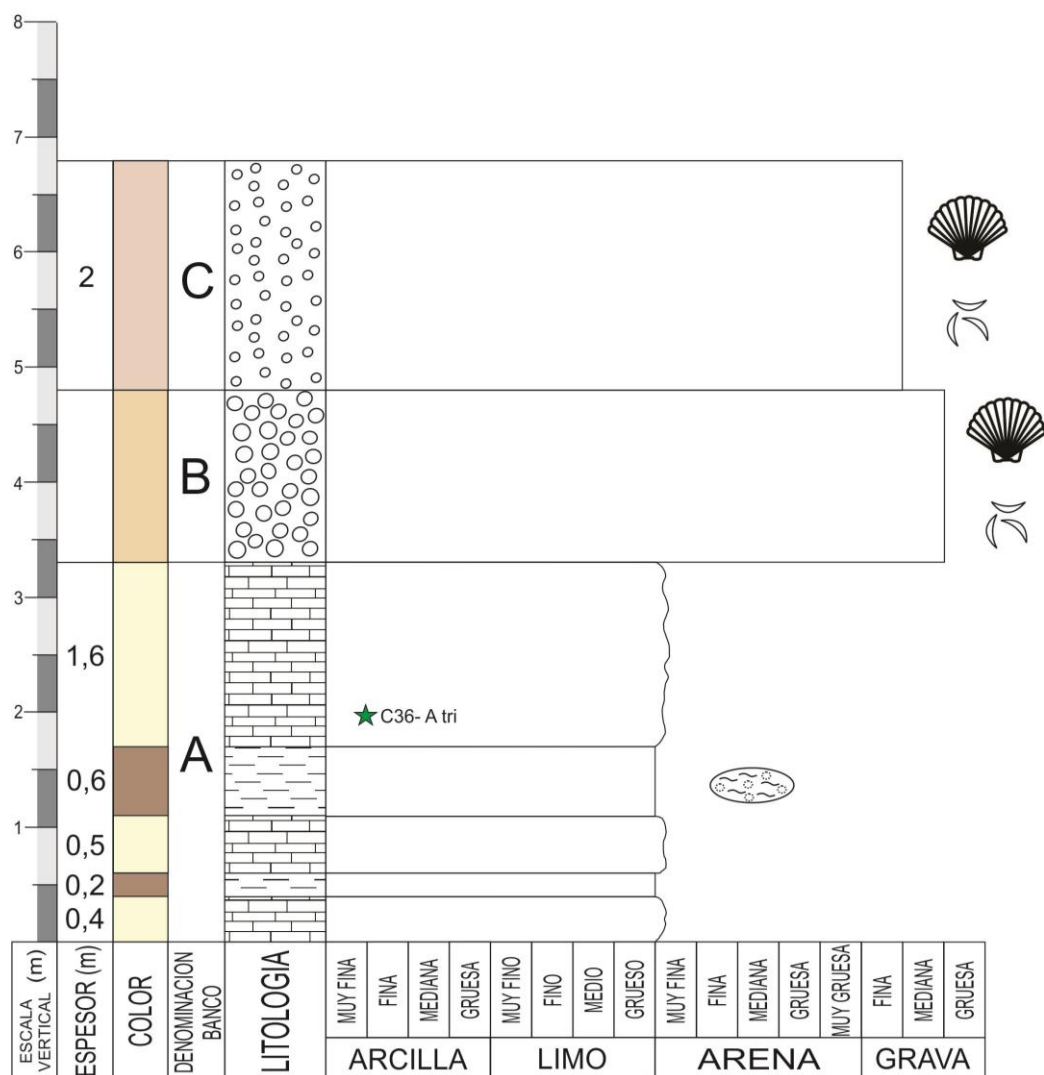 8
7
6
5
4
3
2
1
2
C
B
1,6
A
C36- A tri
0,6
0,5
0,2
0,4
ESCALA VERTICAL (m)
ESPESOR (m)
COLOR
DENOMINACION BANCO
LITOLOGIA
MUY FINA
FINA
MEDIANA
GRUESA
MUY FINO
FINO
MEDIO
GRUESO
MUY FINA
FINA
MEDIANA
GRUESA
MUY GRUESA
FINA
MEDIANA
GRUESA
ARCILLA
LIMO
ARENA
GRAVA